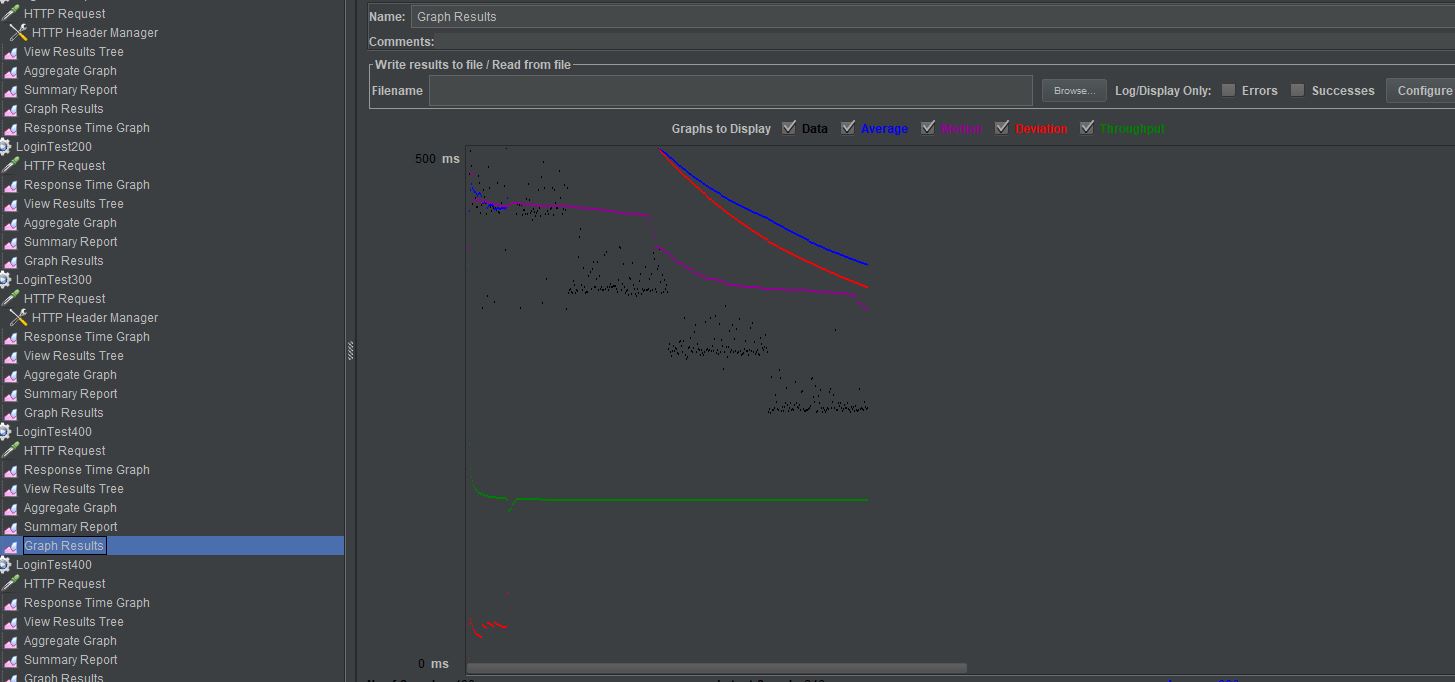 HTTP Request
HTTP Header Manager
View Results Tree
Aggregate Graph
Summary Report
Graph Results
Response Time Graph
LoginTest200
HTTP Request
Response Time Graph
View Results Tree
Aggregate Graph
Summary Report
Graph Results
LoginTest300
HTTP Request
HTTP Header Manager
Response Time Graph
View Results Tree
Aggregate Graph
Summary Report
Graph Results
LoginTest400
HTTP Request
Response Time Graph
View Results Tree
Aggregate Graph
Summary Report
Graph Results
LoginTest400
HTTP Request
Response Time Graph
View Results Tree
Aggregate Graph
Summary Report
Graph Results
Name: Graph Results
Comments:
Write results to file / Read from file
Filename Browse... Log/Display Only: Errors Successes Configure
Graphs to Display Data Average Median Deviation Throughput
500 ms
0 ms